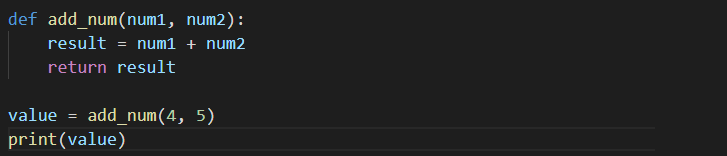 def add_num(num1, num2):
    result = num1 + num2
    return result

value = add_num(4, 5)
print(value)